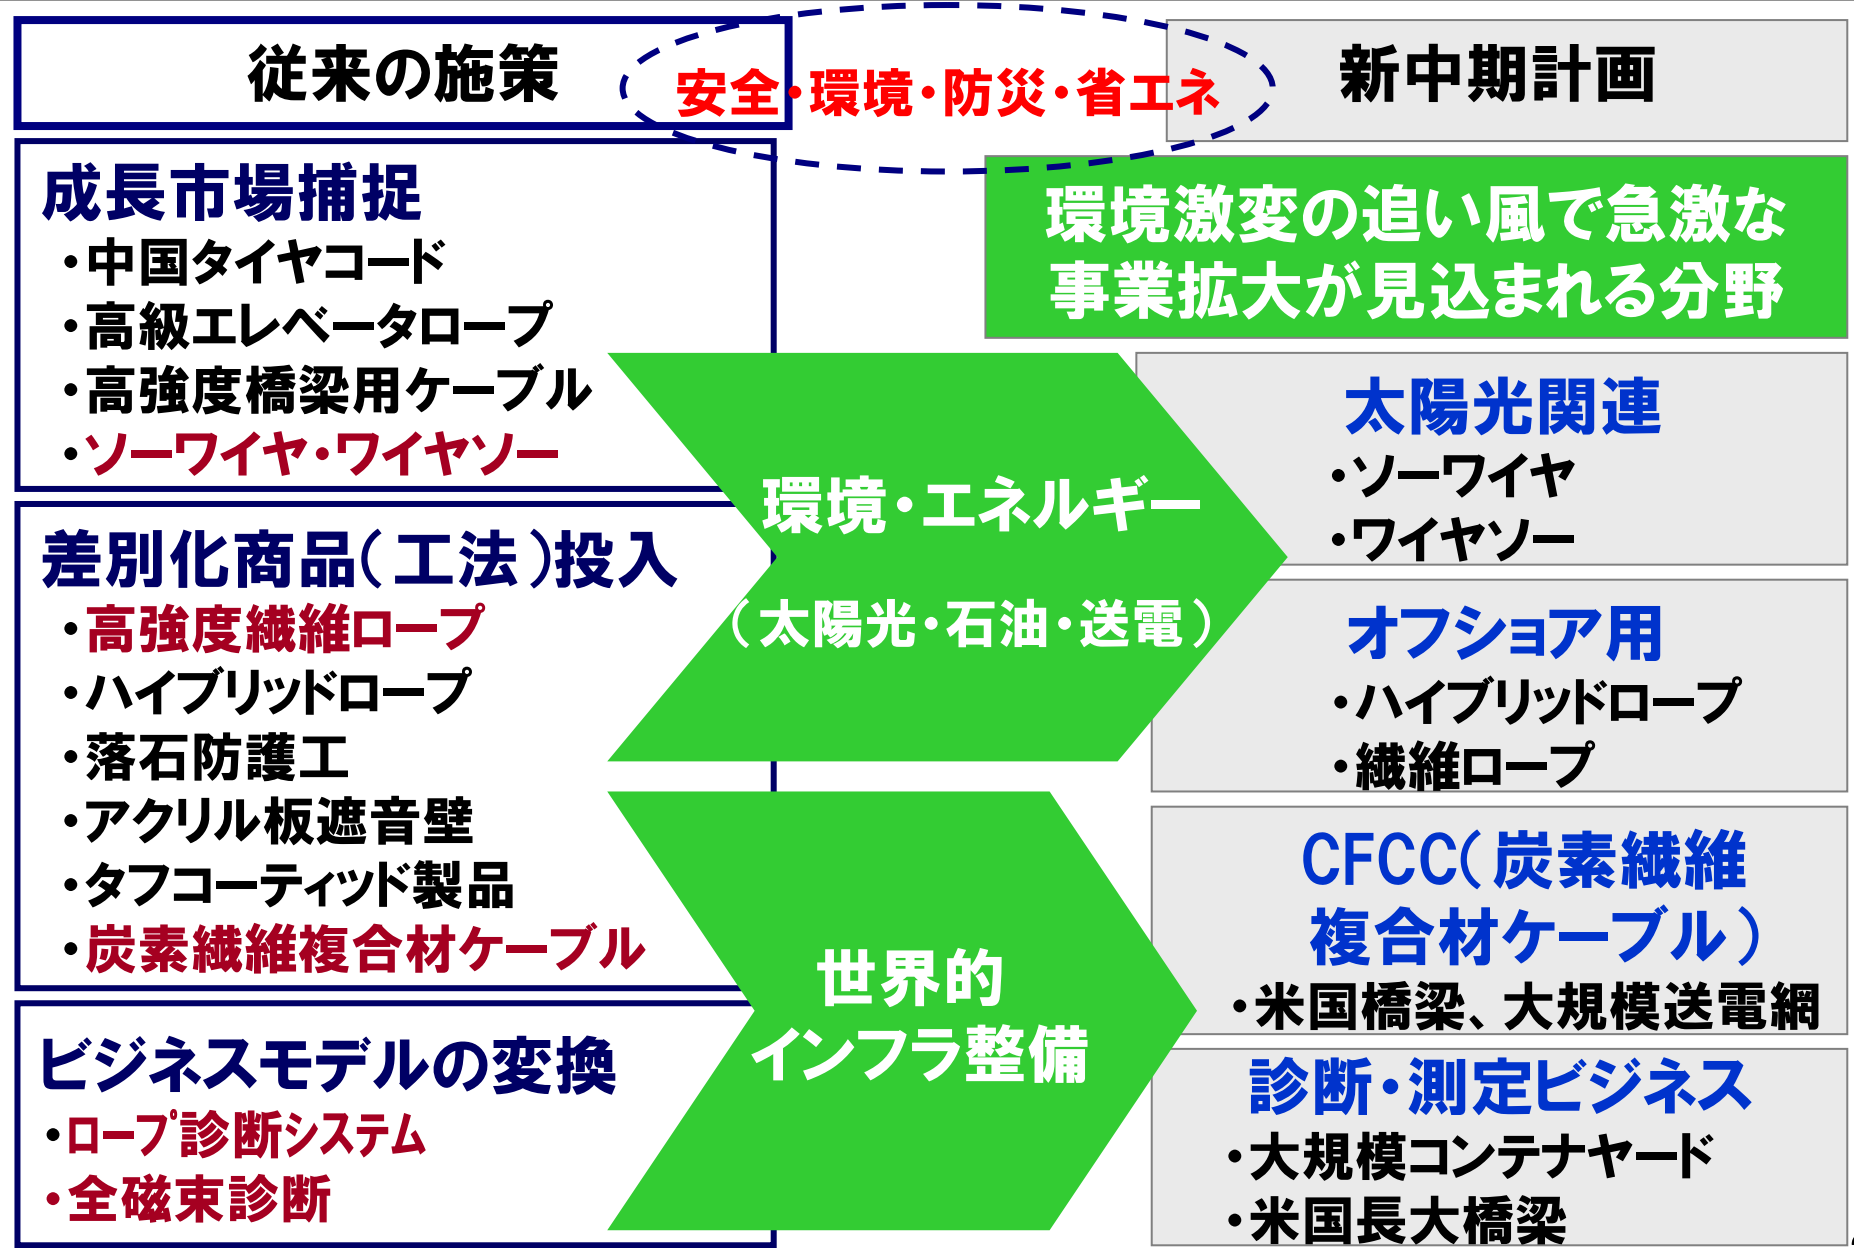 従来の施策
安全・環境・防災・省エネ
新中期計画
成長市場捕捉
・中国タイヤコード
・高級エレベータロープ
・高強度橋梁用ケーブル
・ソーワイヤ・ワイヤソー
差別化商品(工法)投入
・高強度繊維ロープ
・ハイブリッドロープ
・落石防護工
・アクリル板遮音壁
・タフコーティッド製品
・炭素繊維複合材ケーブル
ビジネスモデルの変換
・ロープ診断システム
・全磁束診断
環境・エネルギー
(太陽光・石油・送電)
世界的
インフラ整備
環境激変の追い風で急激な
事業拡大が見込まれる分野
太陽光関連
・ソーワイヤ
・ワイヤソー
オフショア用
・ハイブリッドロープ
・繊維ロープ
CFCC(炭素繊維
複合材ケーブル)
・米国橋梁、大規模送電網
診断・測定ビジネス
・大規模コンテナヤード
・米国長大橋梁